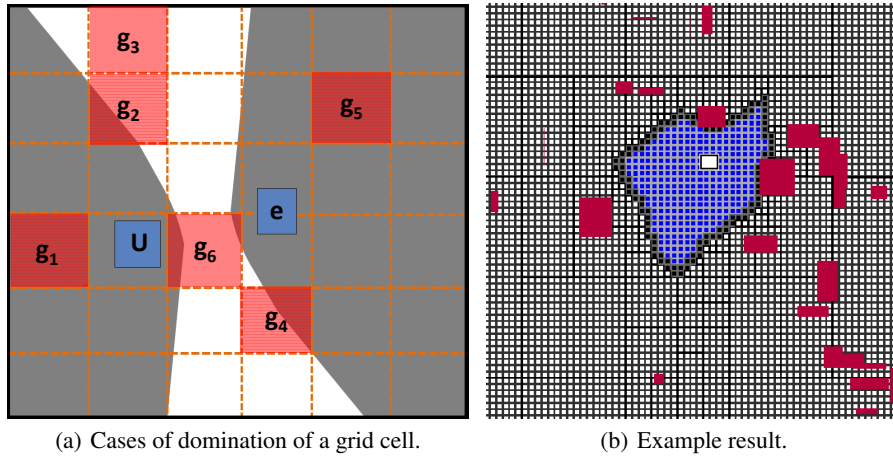 g3
g2
g5
e
U
g1
g6
g4
(a) Cases of domination of a grid cell.
(b) Example result.